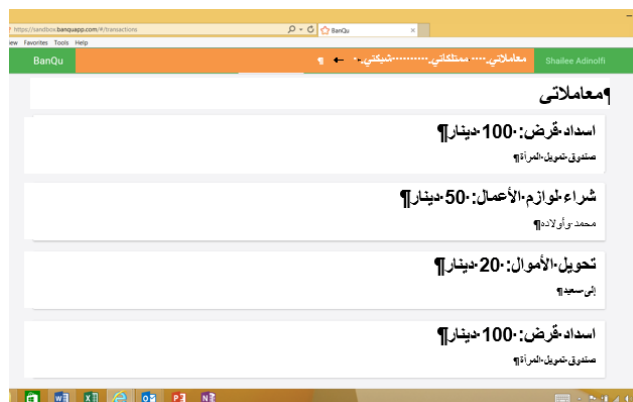 https://sandbox.banquapp.com/#/transactions
BanQu
Favorites Tools Help
BanQu
معاملاتي.····ممتلكاتي.··········شبكتي.·· ← ¶
Shailee Adinolfi
معاملاتي¶
اسداد·قرض:·100·دينار¶
صندوق·تمويل·المرأة¶
شراء·لوازم·الأعمال:·50·دينار¶
محمد·وأولاده¶
تحويل·الأموال:·20·دينار¶
إلى·سعيد¶
اسداد·قرض:·100·دينار¶
صندوق·تمويل·المرأة¶